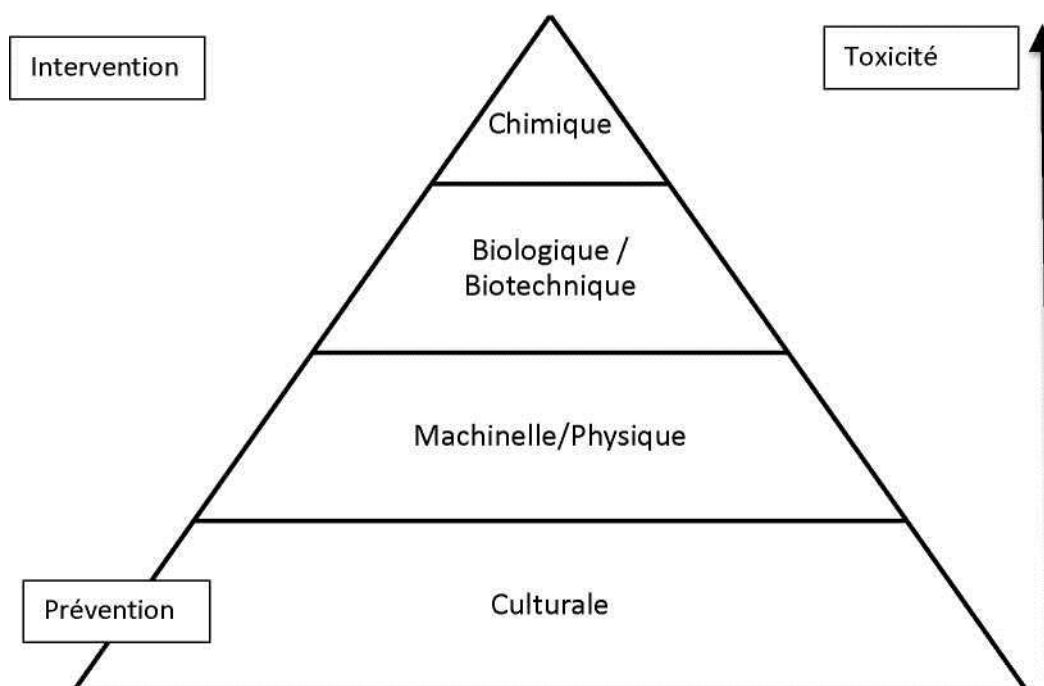 Intervention
Toxicité
Chimique
Biologique /
Biotechnique
Machinelle/Physique
Prévention
Culturale